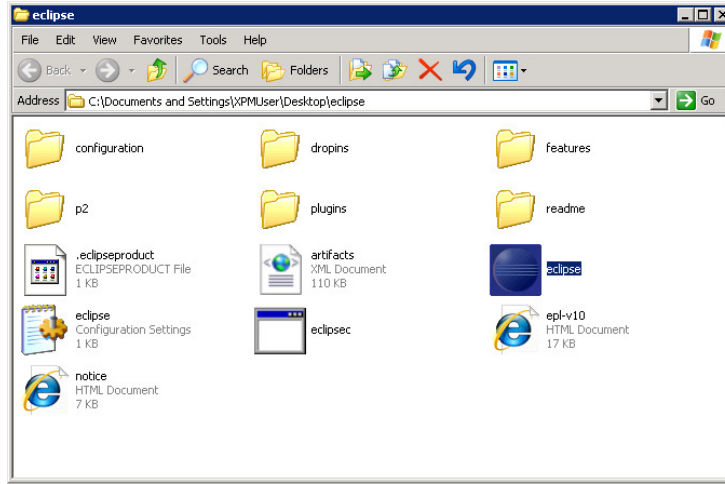 eclipse
File Edit View Favorites Tools Help
Back Search Folders
Address C:\Documents and Settings\XPMUser\Desktop\eclipse Go
configuration dropins features
p2 plugins readme
.eclipseproduct
ECLIPSEPRODUCT File
1 KB
artifacts
XML Document
110 KB
eclipse
eclipse
Configuration Settings
1 KB
eclipsec
epl-v10
HTML Document
17 KB
notice
HTML Document
7 KB